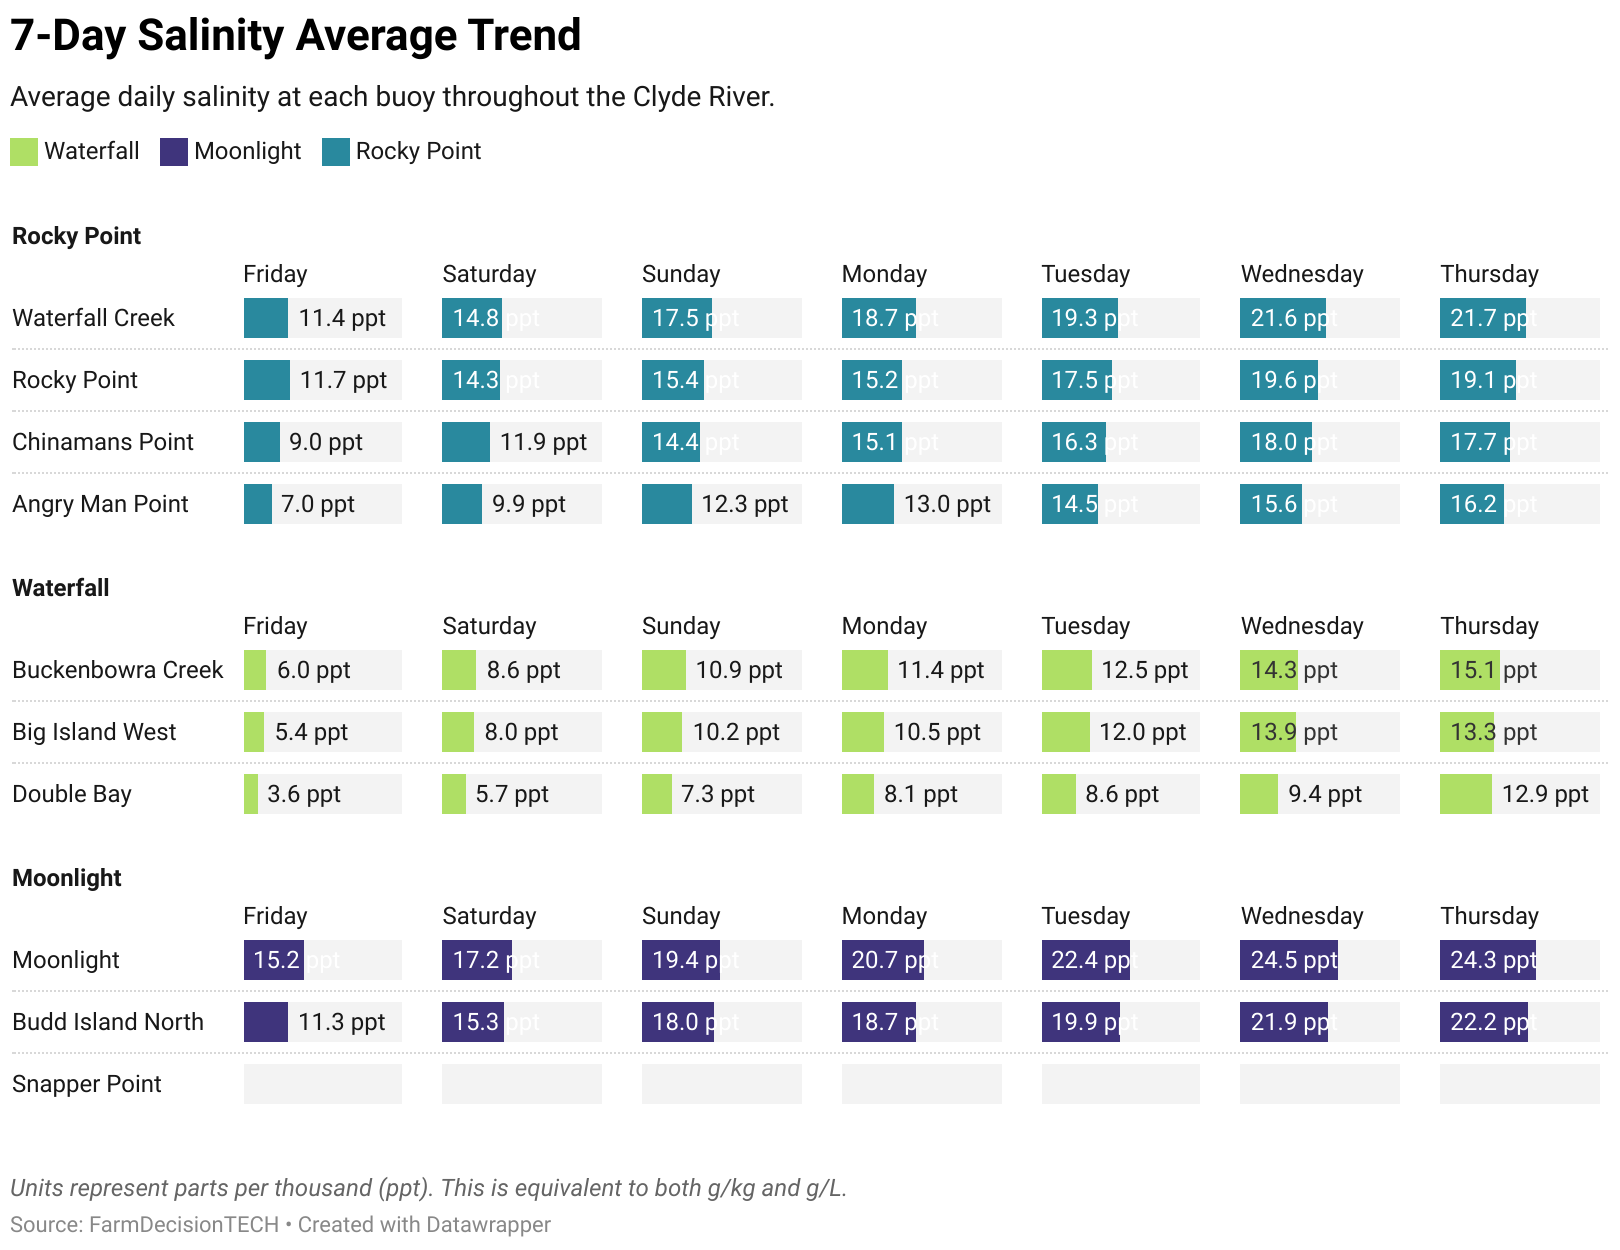 7-Day Salinity Average Trend
Average daily salinity at each buoy throughout the Clyde River.
Waterfall Moonlight Rocky Point
Rocky Point
Friday Saturday Sunday Monday Tuesday Wednesday Thursday
Waterfall Creek 11.4 ppt 14.8 ppt 17.5 ppt 18.7 ppt 19.3 ppt 21.6 ppt 21.7 ppt
Rocky Point 11.7 ppt 14.3 ppt 15.4 ppt 15.2 ppt 17.5 ppt 19.6 ppt 19.1 ppt
Chinamans Point 9.0 ppt 11.9 ppt 14.4 ppt 15.1 ppt 16.3 ppt 18.0 ppt 17.7 ppt
Angry Man Point 7.0 ppt 9.9 ppt 12.3 ppt 13.0 ppt 14.5 ppt 15.6 ppt 16.2 ppt
Waterfall
Friday Saturday Sunday Monday Tuesday Wednesday Thursday
Buckenbowra Creek 6.0 ppt 8.6 ppt 10.9 ppt 11.4 ppt 12.5 ppt 14.3 ppt 15.1 ppt
Big Island West 5.4 ppt 8.0 ppt 10.2 ppt 10.5 ppt 12.0 ppt 13.9 ppt 13.3 ppt
Double Bay 3.6 ppt 5.7 ppt 7.3 ppt 8.1 ppt 8.6 ppt 9.4 ppt 12.9 ppt
Moonlight
Friday Saturday Sunday Monday Tuesday Wednesday Thursday
Moonlight 15.2 ppt 17.2 ppt 19.4 ppt 20.7 ppt 22.4 ppt 24.5 ppt 24.3 ppt
Budd Island North 11.3 ppt 15.3 ppt 18.0 ppt 18.7 ppt 19.9 ppt 21.9 ppt 22.2 ppt
Snapper Point
Units represent parts per thousand (ppt). This is equivalent to both g/kg and g/L.
Source: FarmDecisionTECH • Created with Datawrapper